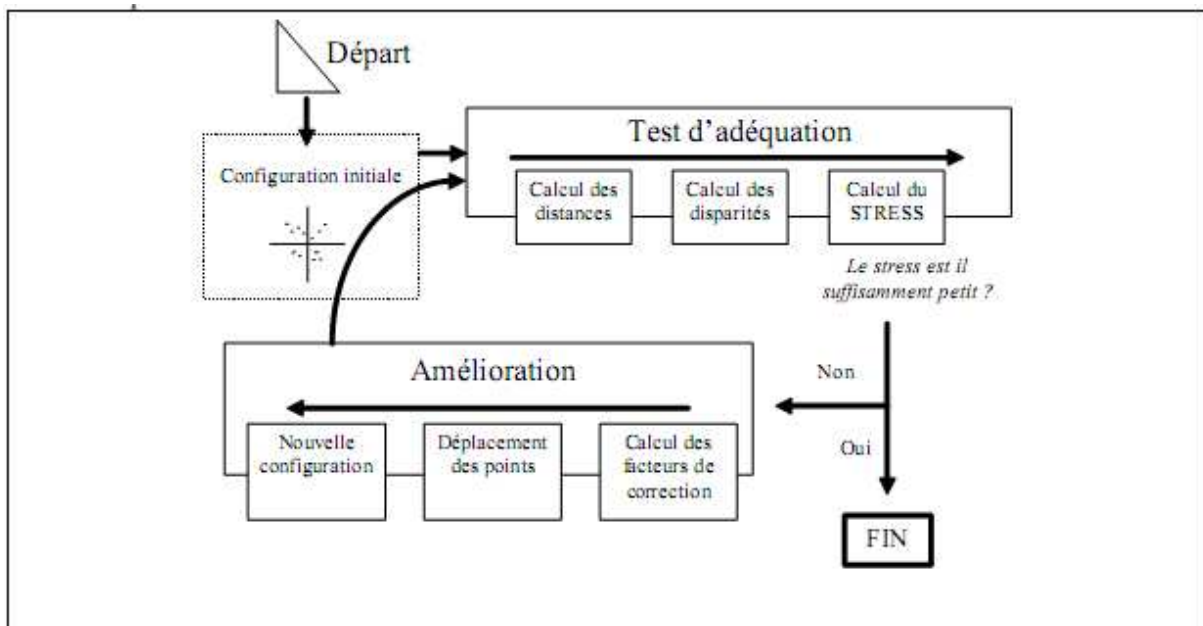 Départ
Test d'adéquation
Configuration initiale
Calcul des
distances
Calcul des
disparités
Calcul du
STRESS
Le stress est il
suffisamment petit ?
Non
Oui
Amélioration
Nouvelle
configuration
Déplacement
des points
Calcul des
facteurs de
correction
FIN